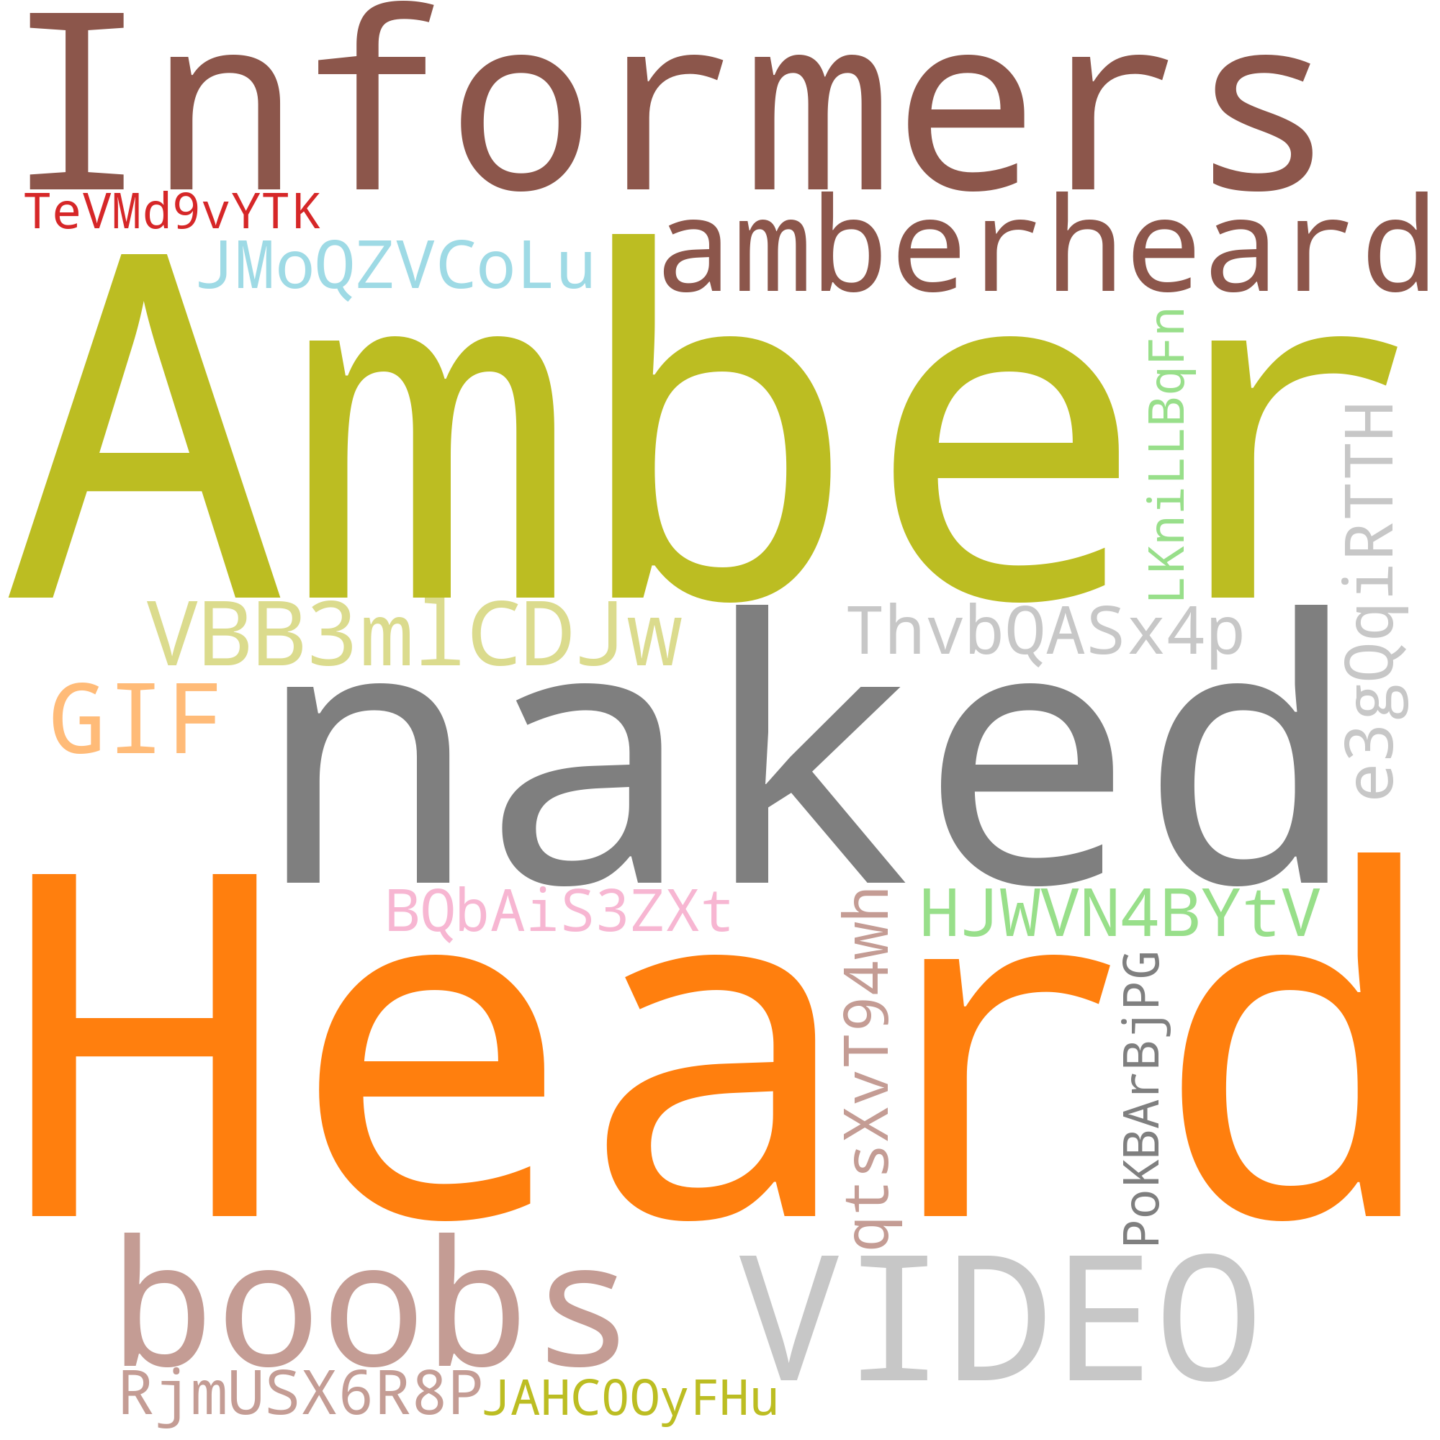 Informers
TeVMd9vYTK
amberheard
JMoQZVCoLu
Amber
LKniLLBqFn
e3gQqiRTTH
VBB3mlCDJw
ThvbQASx4p
GIF
naked
BQbAiS3ZXt
qtsXvT94wh
HJWVN4BYtV
Heard
PoKBArBjPG
boobs
VIDEO
RjmUSX6R8P
JAHC0OyFHu